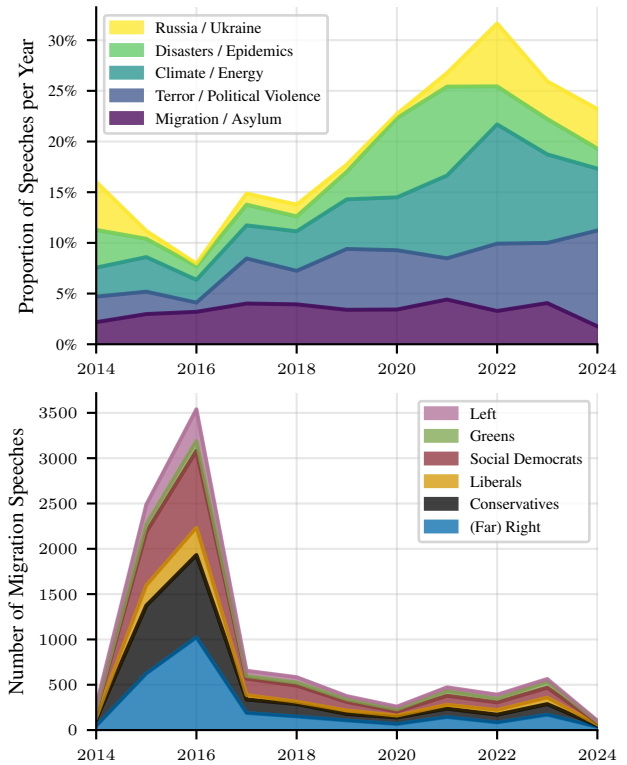 Proportion of Speeches per Year
30%
25%
20%
15%
10%
5%
0%
Russia / Ukraine
Disasters / Epidemics
Climate / Energy
Terror / Political Violence
Migration / Asylum
2014 2016 2018 2020 2022 2024
Number of Migration Speeches
3500
3000
2500
2000
1500
1000
500
0
Left
Greens
Social Democrats
Liberals
Conservatives
(Far) Right
2014 2016 2018 2020 2022 2024